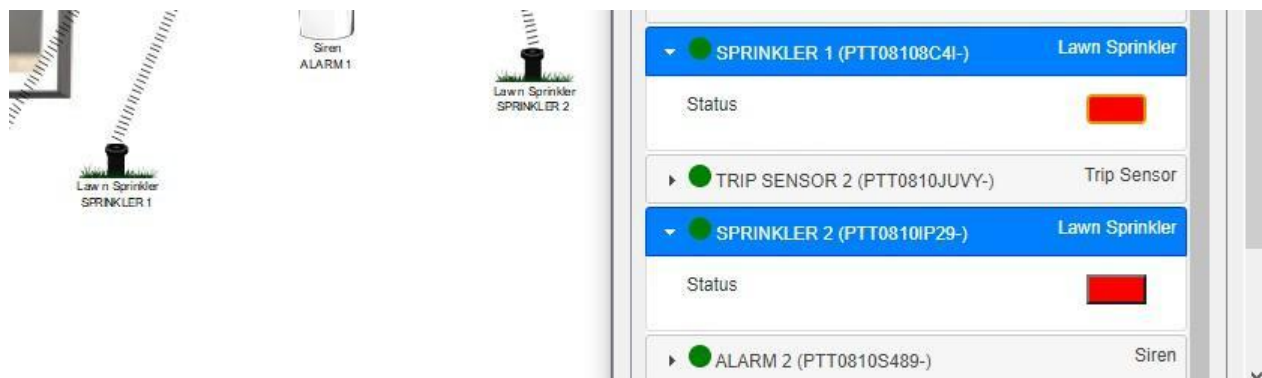 Siren
ALARM 1
Lawn Sprinkler
SPRINKLER 2
Lawn Sprinkler
SPRINKLER 1
SPRINKLER 1 (PTT08108C4I-) Lawn Sprinkler
Status
TRIP SENSOR 2 (PTT0810JUVY-) Trip Sensor
SPRINKLER 2 (PTT0810IP29-) Lawn Sprinkler
Status
ALARM 2 (PTT0810S489-) Siren